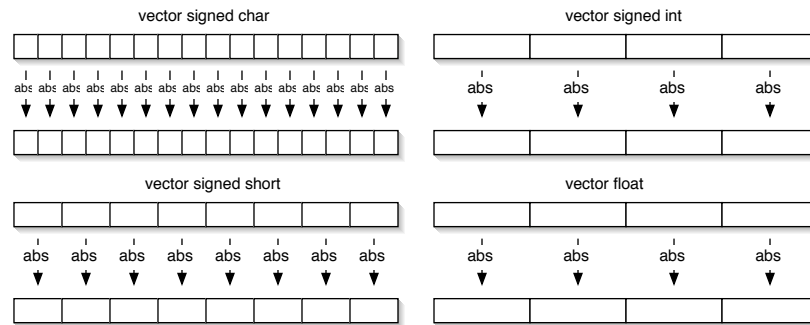 vector signed char
vector signed int
abs abs abs abs abs abs abs abs abs abs abs abs abs abs abs abs
abs abs abs abs
vector signed short
vector float
abs abs abs abs abs abs abs abs
abs abs abs abs